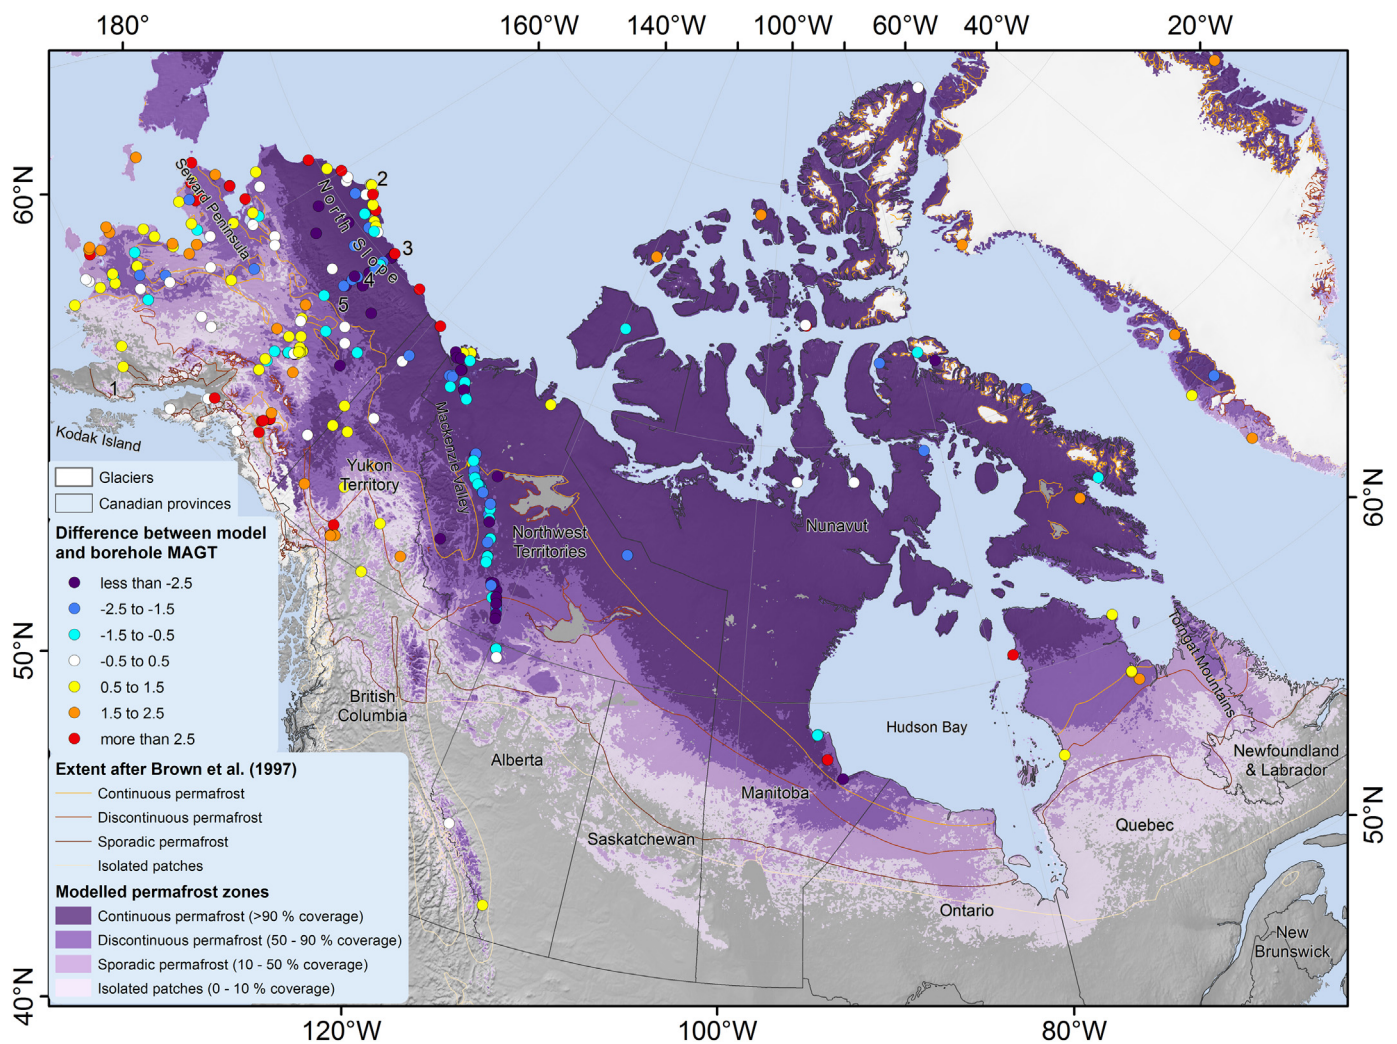 180°
160°W
140°W
100°W
60°W
40°W
20°W
60°N
50°N
40°N
60°N
50°N
120°W
100°W
80°W
Seward Peninsula
North Slope
2
3
4
5
1
Kodak Island
Mackenzie Valley
Yukon
Territory
Northwest
Territories
Nunavut
British
Columbia
Alberta
Saskatchewan
Manitoba
Hudson Bay
Ontario
Quebec
Torngat Mountains
Newfoundland
& Labrador
New
Brunswick
Glaciers
Canadian provinces
Difference between model
and borehole MAGT
less than -2.5
-2.5 to -1.5
-1.5 to -0.5
-0.5 to 0.5
0.5 to 1.5
1.5 to 2.5
more than 2.5
Extent after Brown et al. (1997)
Continuous permafrost
Discontinuous permafrost
Sporadic permafrost
Isolated patches
Modelled permafrost zones
Continuous permafrost (>90 % coverage)
Discontinuous permafrost (50 - 90 % coverage)
Sporadic permafrost (10 - 50 % coverage)
Isolated patches (0 - 10 % coverage)